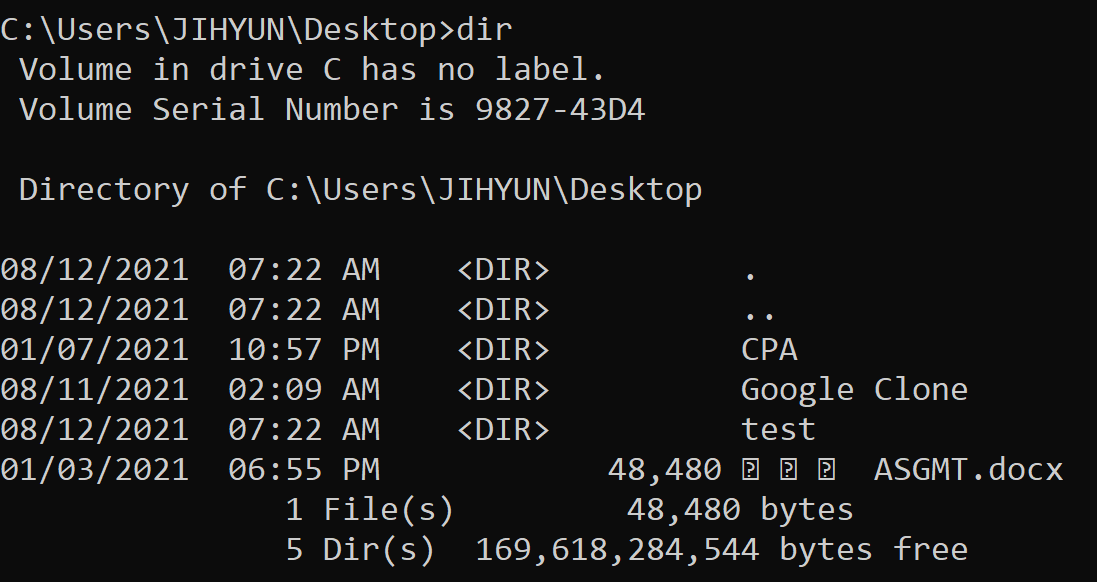 C:\Users\JIHYUN\Desktop>dir
Volume in drive C has no label.
Volume Serial Number is 9827-43D4
Directory of C:\Users\JIHYUN\Desktop
08/12/2021 07:22 AM <DIR> .
08/12/2021 07:22 AM <DIR> ..
01/07/2021 10:57 PM <DIR> CPA
08/11/2021 02:09 AM <DIR> Google Clone
08/12/2021 07:22 AM <DIR> test
01/03/2021 06:55 PM 48,480 ASGMT.docx
1 File(s) 48,480 bytes
5 Dir(s) 169,618,284,544 bytes free